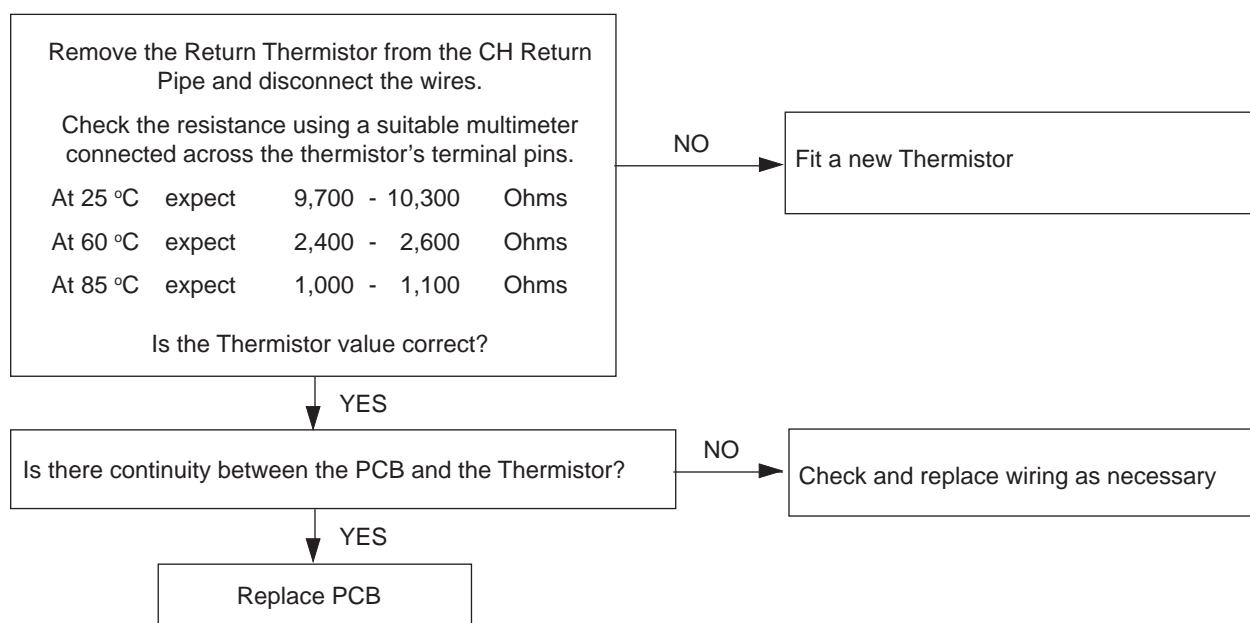 Remove the Return Thermistor from the CH Return
Pipe and disconnect the wires.
Check the resistance using a suitable multimeter
connected across the thermistor's terminal pins.
At 25 °C expect 9,700 - 10,300 Ohms
At 60 °C expect 2,400 - 2,600 Ohms
At 85 °C expect 1,000 - 1,100 Ohms
Is the Thermistor value correct?
NO
Fit a new Thermistor
YES
Is there continuity between the PCB and the Thermistor?
NO
Check and replace wiring as necessary
YES
Replace PCB